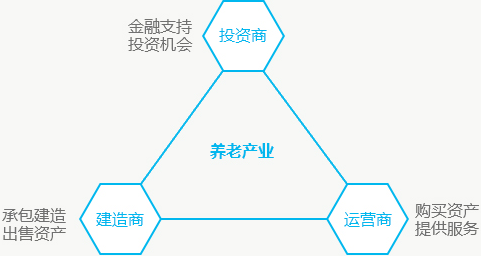 金融支持
投资机会
投资商
养老产业
承包建造
出售资产
建造商
运营商
购买资产
提供服务